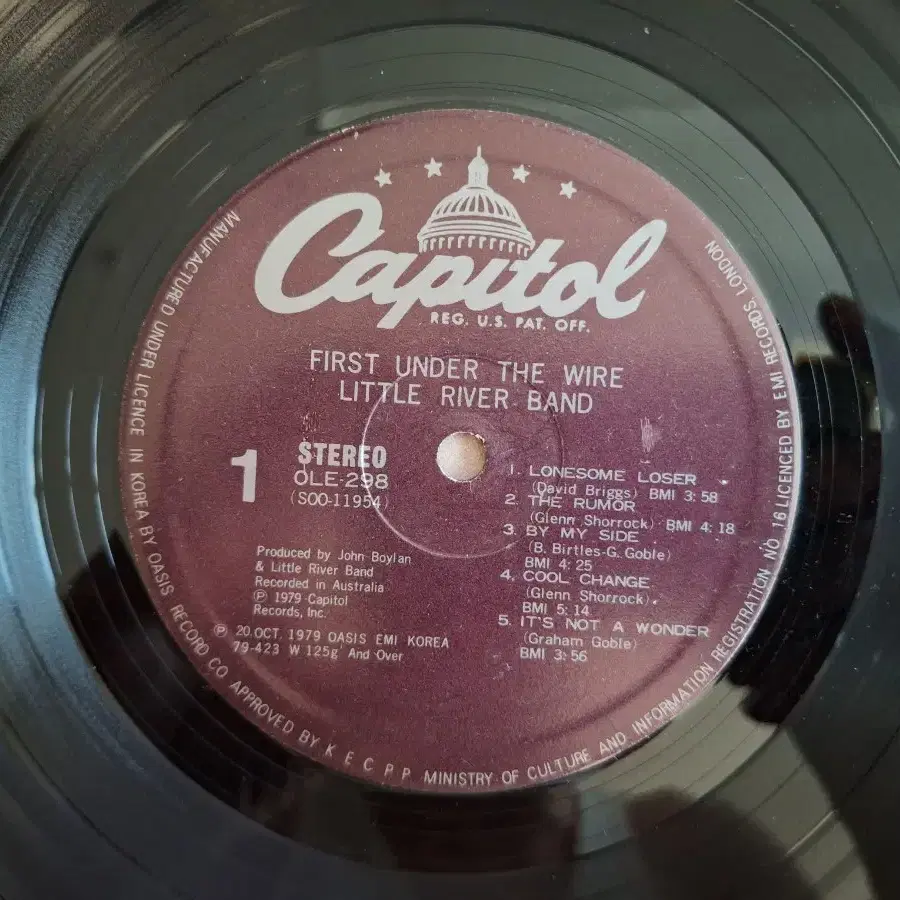 Capitol
REG. U.S. PAT. OFF.
FIRST UNDER THE WIRE
LITTLE RIVER BAND
1
STEREO
OLE-298
(SOO-11954)
Produced by John Boylan
& Little River Band
Recorded in Australia
℗ 1979 Capitol
Records, Inc.
℗ 20.OCT. 1979 OASIS EMI KOREA
79-423 W 125g And Over
1. LONESOME LOSER
(David Briggs) BMI 3:58
2. THE RUMOR
(Glenn Shorrock) BMI 4:18
3. BY MY SIDE
(B. Birtles-G. Goble)
BMI 4:25
4. COOL CHANGE
(Glenn Shorrock)
BMI 5:14
5. IT'S NOT A WONDER
(Graham Goble)
BMI 3:56
MANUFACTURED UNDER LICENCE IN KOREA BY OASIS RECORD CO. APPROVED BY K E C P P MINISTRY OF CULTURE AND INFORMATION REGISTRATION NO 16 LICENCED BY EMI RECORDS, LONDON